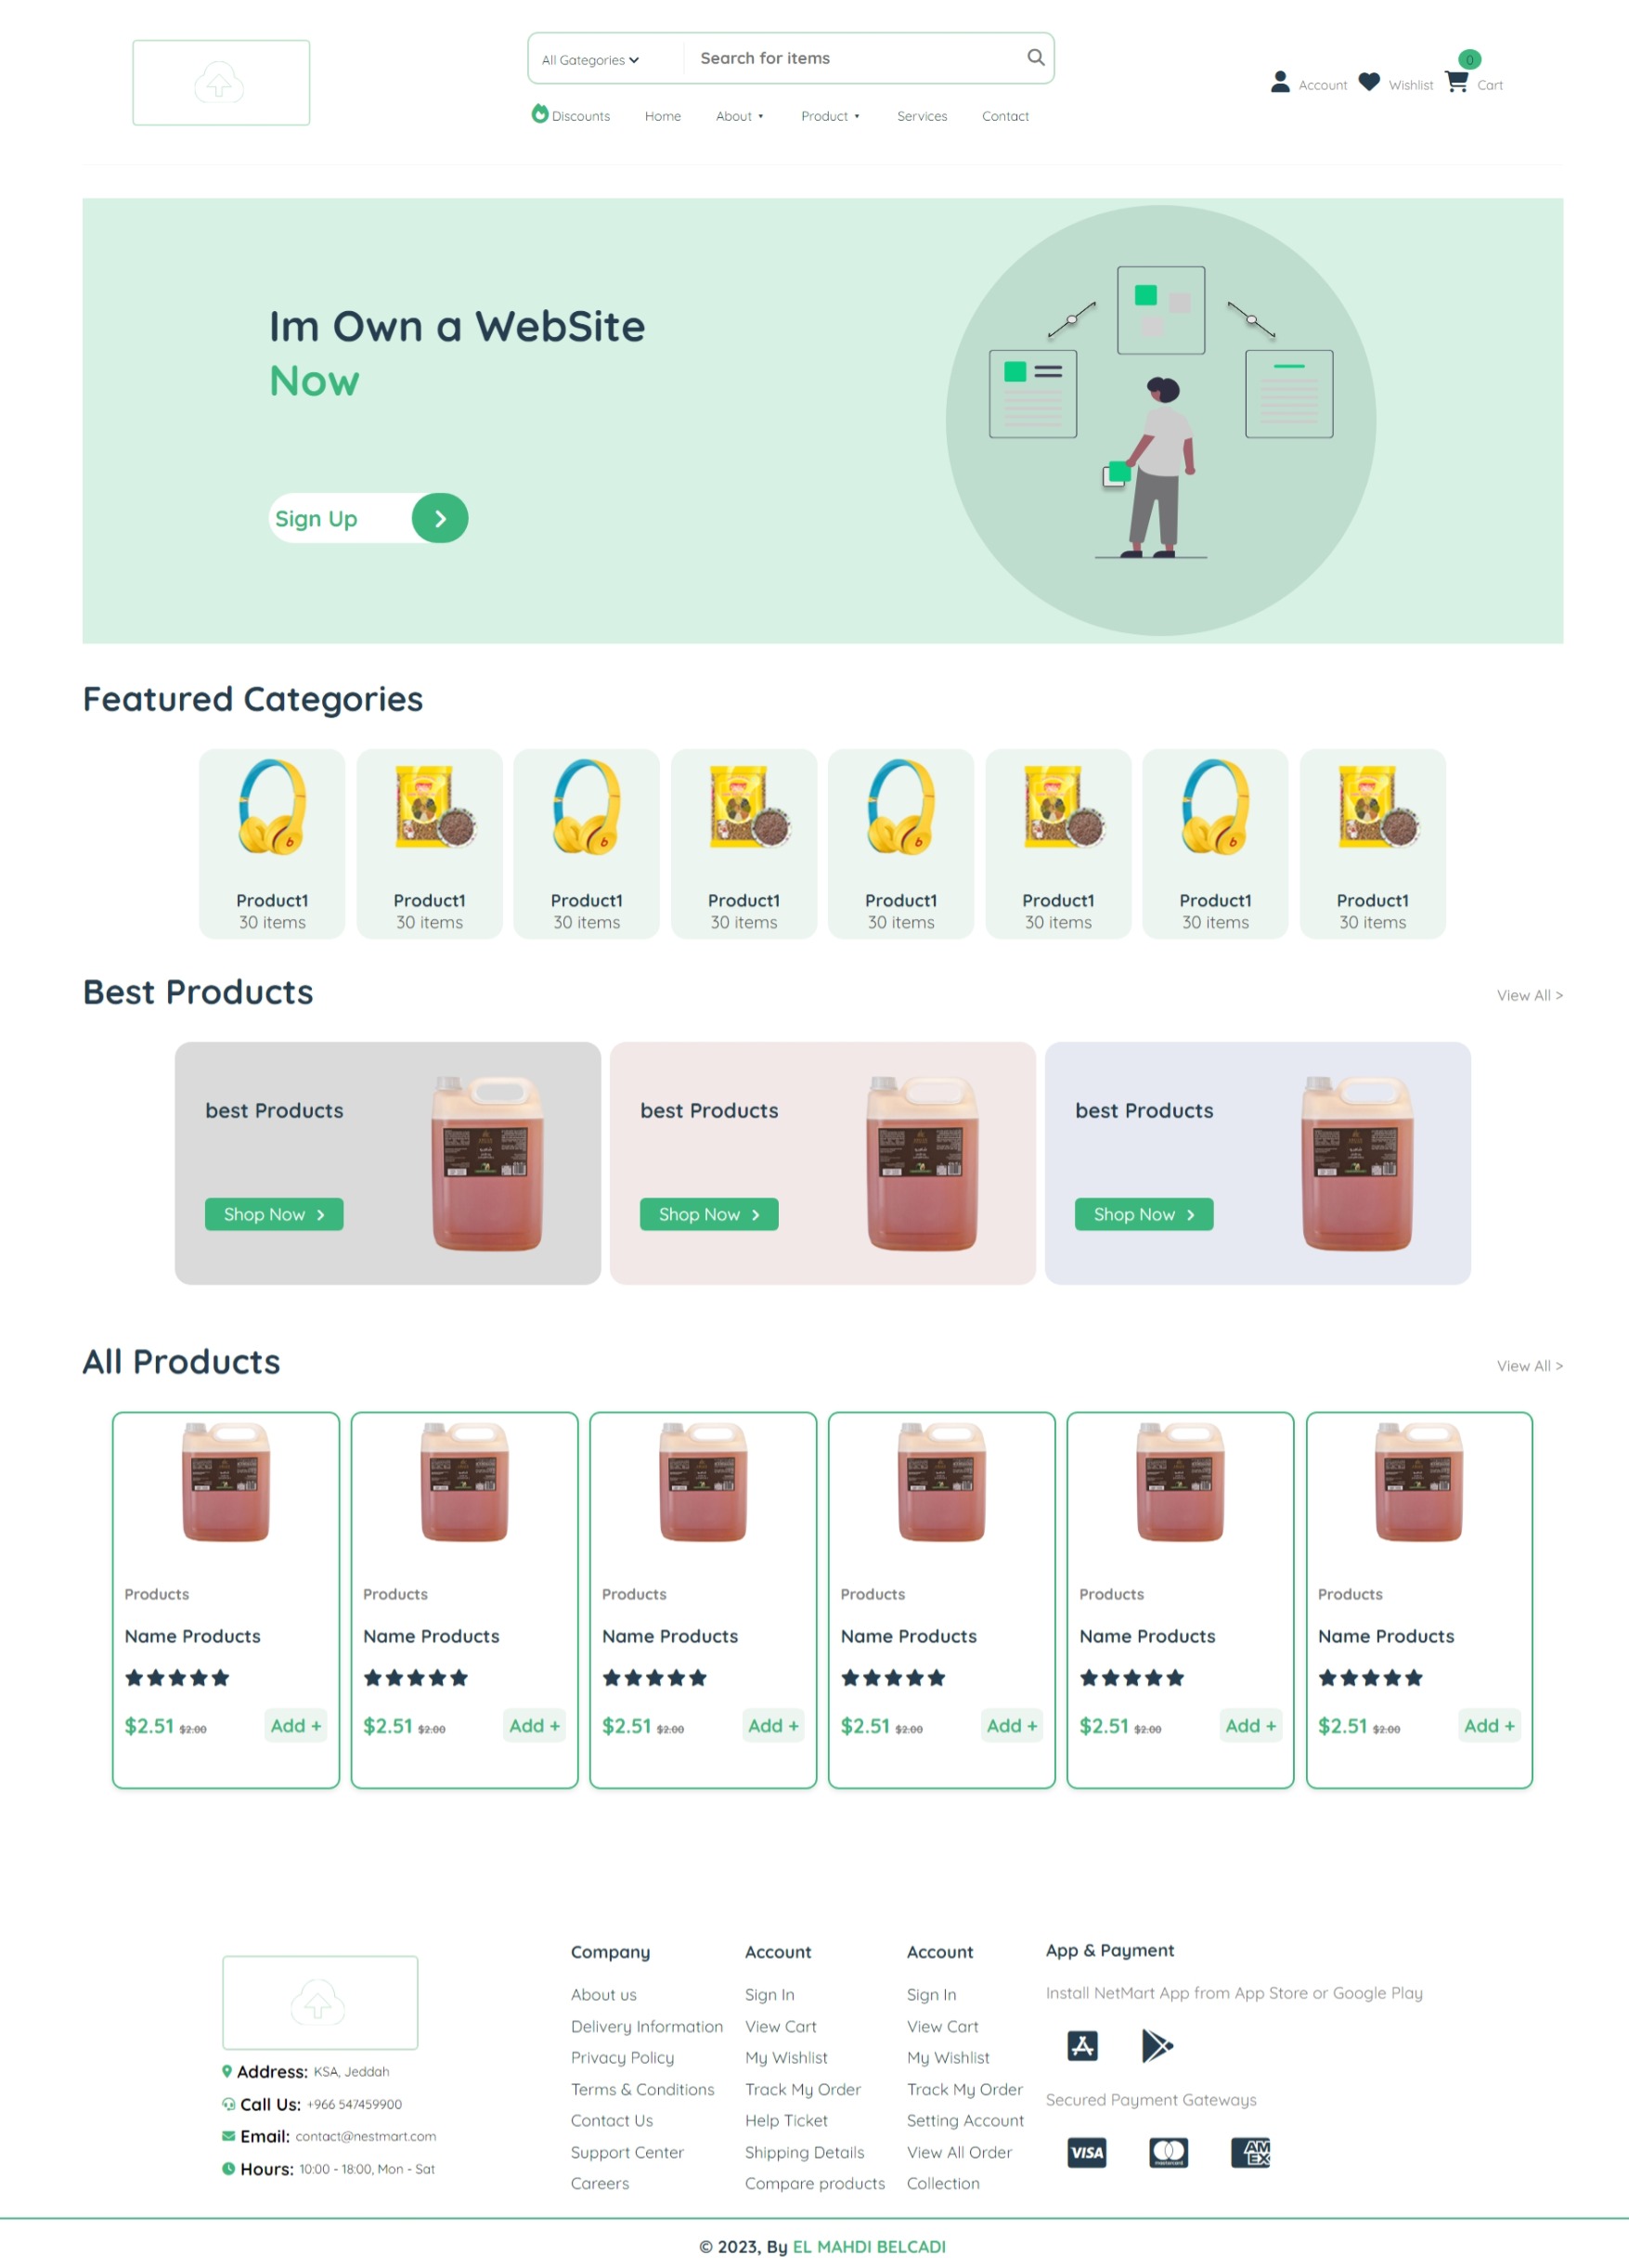 All Gategories
Search for items
0
Account
Wishlist
Cart
Discounts
Home
About
Product
Services
Contact
Im Own a WebSite
Now
Sign Up
Featured Categories
Product1 Product1 Product1 Product1 Product1 Product1 Product1 Product1
30 items 30 items 30 items 30 items 30 items 30 items 30 items 30 items
Best Products
View All >
best Products best Products best Products
Shop Now Shop Now Shop Now
All Products
View All >
Products Products Products Products Products Products
Name Products Name Products Name Products Name Products Name Products Name Products
$2.51 $2.00 Add + $2.51 $2.00 Add + $2.51 $2.00 Add + $2.51 $2.00 Add + $2.51 $2.00 Add + $2.51 $2.00 Add +
Address: KSA, Jeddah
Call Us: +966 547459900
Email: contact@nestmart.com
Hours: 10:00 - 18:00, Mon - Sat
Company
About us
Delivery Information
Privacy Policy
Terms & Conditions
Contact Us
Support Center
Careers
Account
Sign In
View Cart
My Wishlist
Track My Order
Help Ticket
Shipping Details
Compare products
Account
Sign In
View Cart
My Wishlist
Track My Order
Setting Account
View All Order
Collection
App & Payment
Install NetMart App from App Store or Google Play
Secured Payment Gateways
VISA
mastercard
AM
EX
© 2023, By EL MAHDI BELCADI